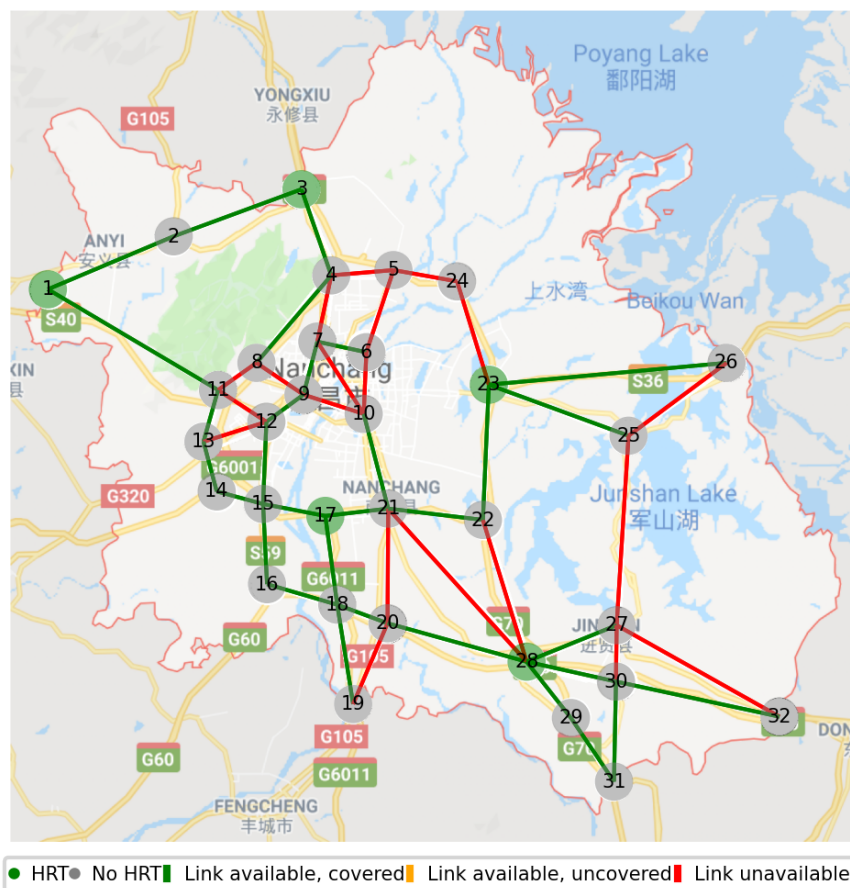 Poyang Lake
鄱阳湖
YONGXIU
永修县
G105
3
2
ANYI
安义县
4
5
24
1
上水湾
Beikou Wan
S40
7
6
8
26
Nanchang
11
9
23
S36
10
12
25
13
G6001
14
G320
NANCHANG
Junshan Lake
军山湖
15
17
21
22
S59
16
G6011
18
20
27
G60
G105
进贤县
28
30
19
29
32
G105
G60
G6011
31
FENGCHENG
丰城市
HRT No HRT Link available, covered Link available, uncovered Link unavailable